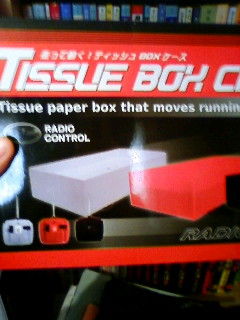 走って動く!ティッシュBOXケース
TISSUE BOX C
Tissue paper box that moves runnin
RADIO
CONTROL
RADIO